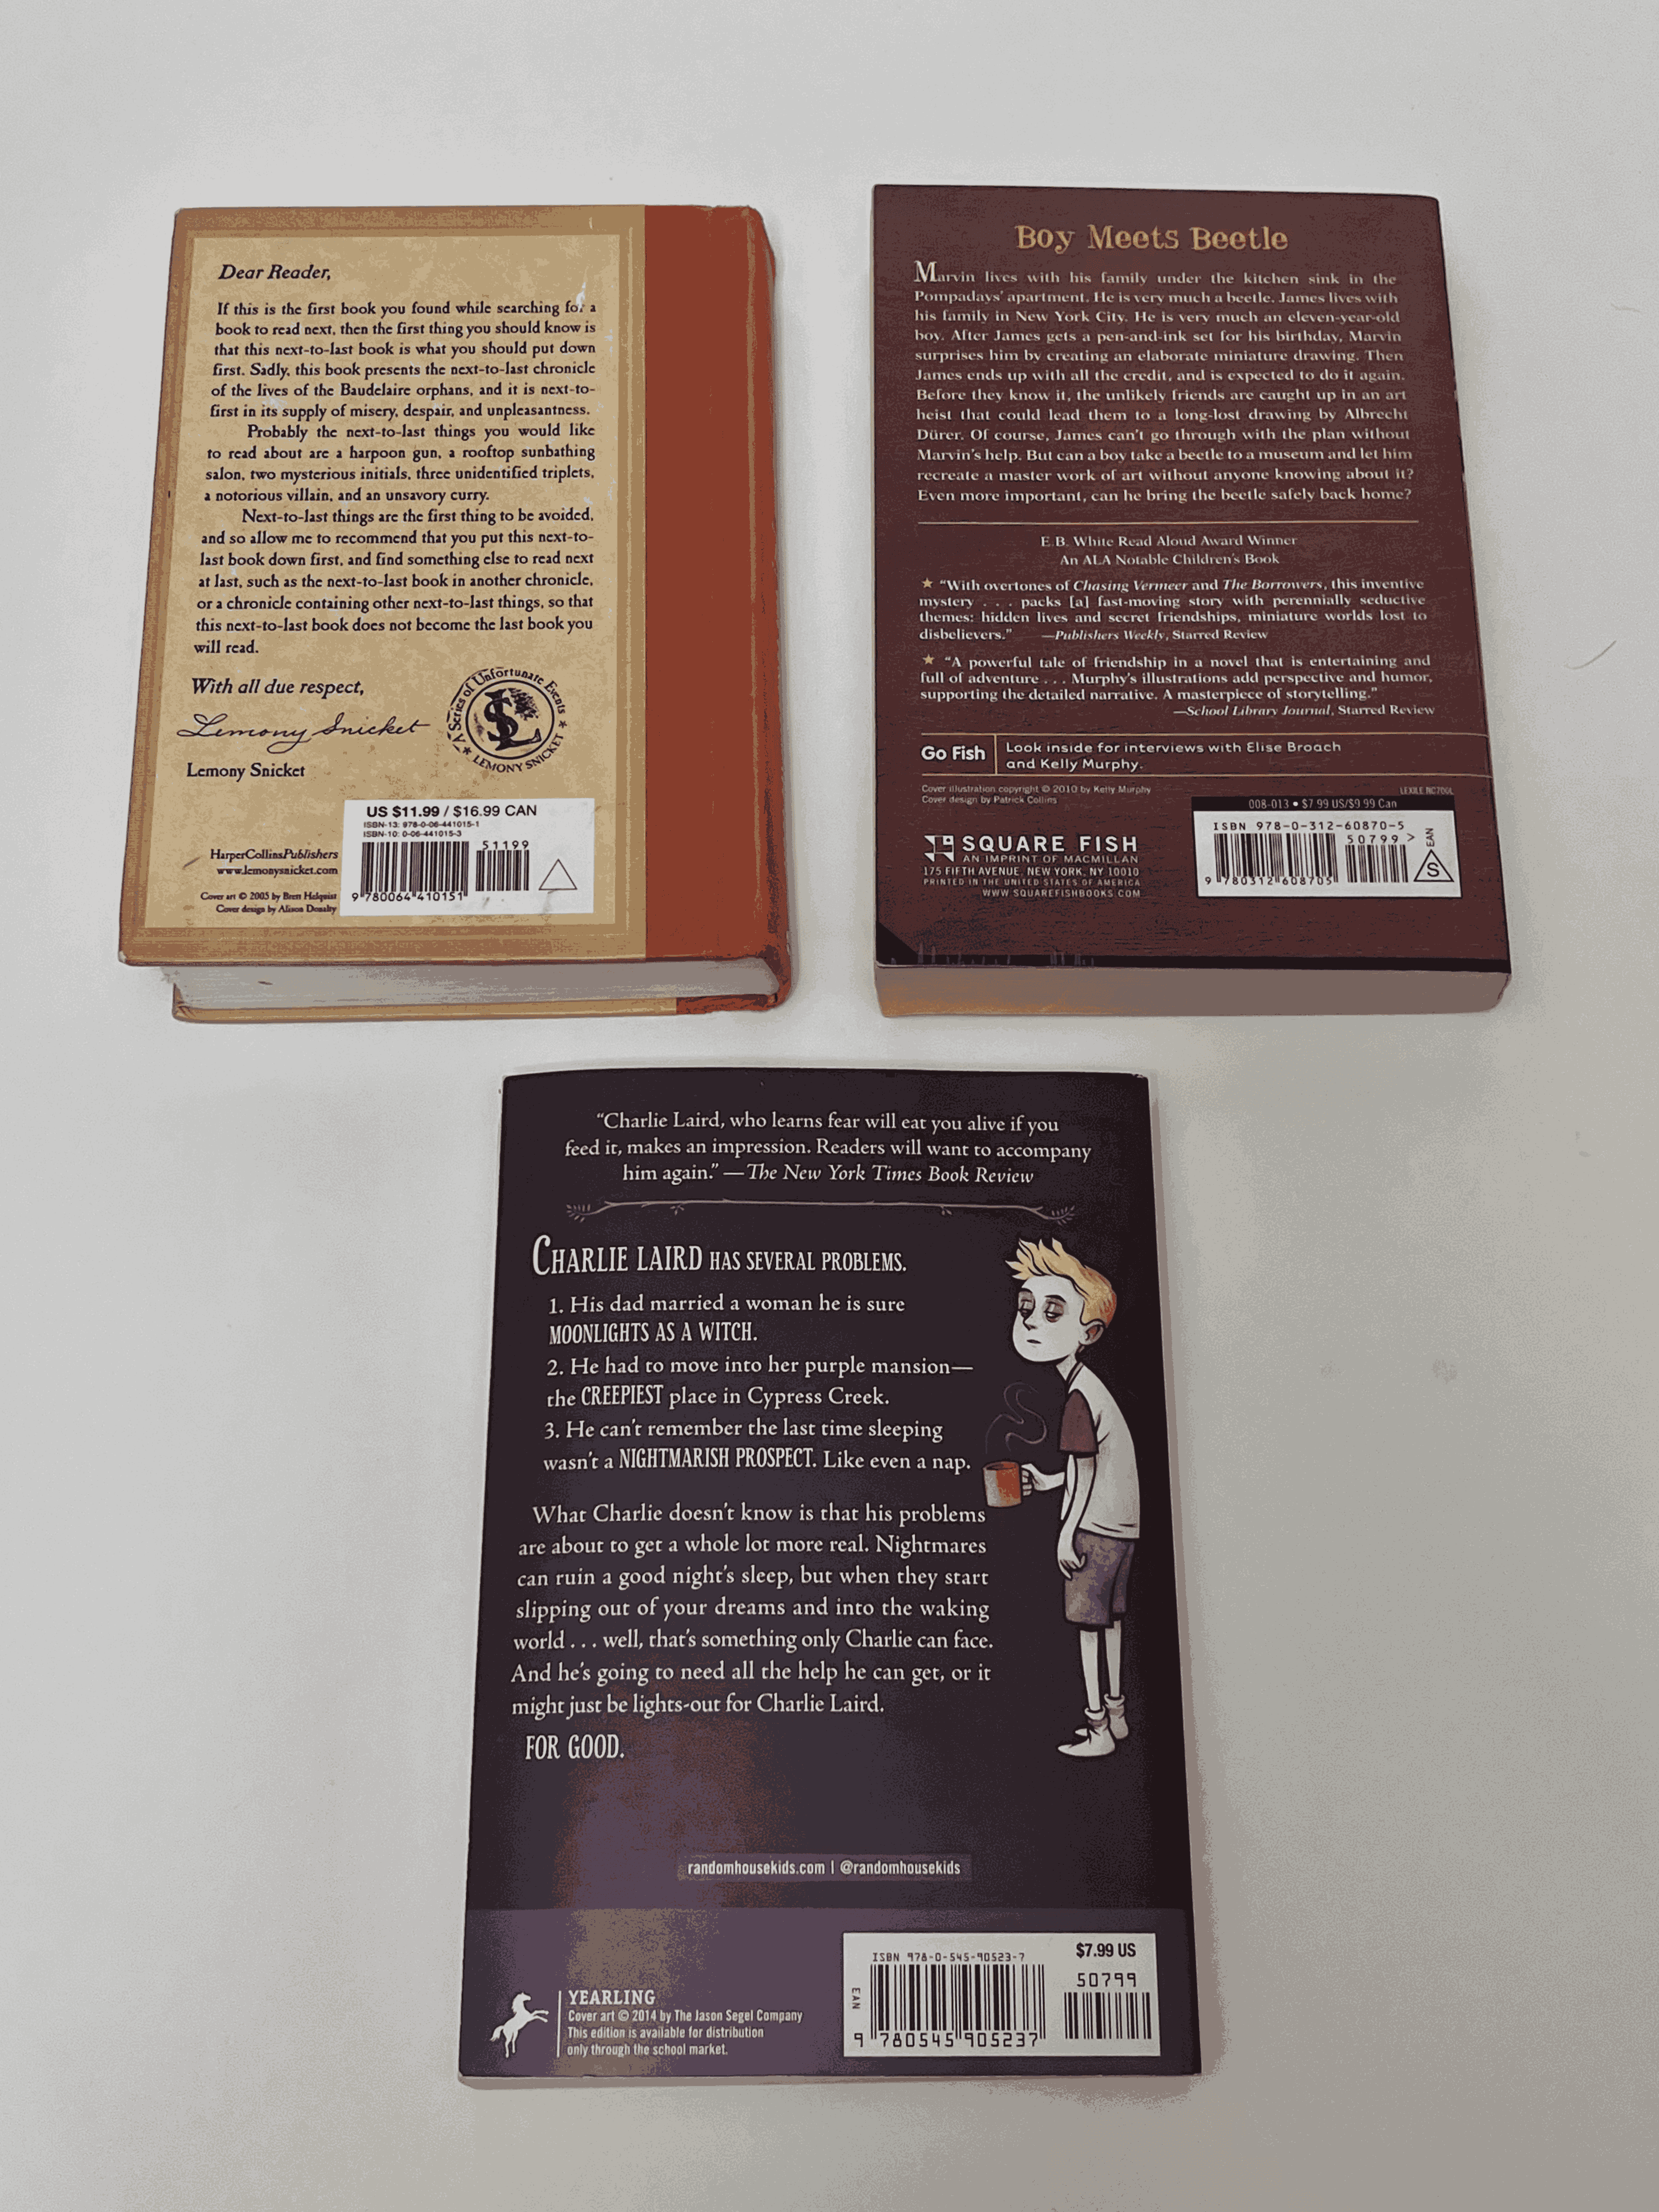 Dear Reader,
If this is the first book you found while searching for a
book to read next, then the first thing you should know is
that this next-to-last book is what you should put down
first. Sadly, this book presents the next-to-last chronicle
of the lives of the Baudelaire orphans, and it is next-to-
first in its supply of misery, despair, and unpleasantness.
Probably the next-to-last things you would like
to read about are a harpoon gun, a rooftop sunbathing
salon, two mysterious initials, three unidentified triplets,
a notorious villain, and an unsavory curry.
Next-to-last things are the first thing to be avoided,
and so allow me to recommend that you put this next-to-
last book down first, and find something else to read next
at last, such as the next-to-last book in another chronicle,
or a chronicle containing other next-to-last things, so that
this next-to-last book does not become the last book you
will read.
With all due respect,
Lemony Snicket
Lemony Snicket
A Series of Unfortunate Events
LEMONY SNICKET
US $11.99 / $16.99 CAN
ISBN-13: 978-0-06-441015-1
ISBN-10: 0-06-441015-3
51199
9 780064 410151
HarperCollinsPublishers
www.lemonysnicket.com
Cover art © 2005 by Brett Helquist
Cover design by Alison Donalty
Boy Meets Beetle
Marvin lives with his family under the kitchen sink in the
Pompadays' apartment. He is very much a beetle. James lives with
his family in New York City. He is very much an eleven-year-old
boy. After James gets a pen-and-ink set for his birthday, Marvin
surprises him by creating an elaborate miniature drawing. Then
James ends up with all the credit, and is expected to do it again.
Before they know it, the unlikely friends are caught up in an art
heist that could lead them to a long-lost drawing by Albrecht
Dürer. Of course, James can't go through with the plan without
Marvin's help. But can a boy take a beetle to a museum and let him
recreate a master work of art without anyone knowing about it?
Even more important, can he bring the beetle safely back home?
E.B. White Read Aloud Award Winner
An ALA Notable Children's Book
★ “With overtones of Chasing Vermeer and The Borrowers, this inventive
mystery . . . packs [a] fast-moving story with perennially seductive
themes: hidden lives and secret friendships, miniature worlds lost to
disbelievers.” —Publishers Weekly, Starred Review
★ “A powerful tale of friendship in a novel that is entertaining and
full of adventure . . . Murphy's illustrations add perspective and humor,
supporting the detailed narrative. A masterpiece of storytelling.”
—School Library Journal, Starred Review
Go Fish
Look inside for interviews with Elise Broach
and Kelly Murphy.
Cover illustration copyright © 2010 by Kelly Murphy
Cover design by Patrick Collins
LEXILE
SQUARE FISH
AN IMPRINT OF MACMILLAN
175 FIFTH AVENUE, NEW YORK, NY 10010
PRINTED IN THE UNITED STATES OF AMERICA
WWW.SQUAREFISHBOOKS.COM
008-013 • $7.99 US/$9.99 Can
ISBN 978-0-312-60870-5
50799 >
EAN
S
9 780312 608705
“Charlie Laird, who learns fear will eat you alive if you
feed it, makes an impression. Readers will want to accompany
him again.” —The New York Times Book Review
CHARLIE LAIRD HAS SEVERAL PROBLEMS.
1. His dad married a woman he is sure
MOONLIGHTS AS A WITCH.
2. He had to move into her purple mansion—
the CREEPIEST place in Cypress Creek.
3. He can't remember the last time sleeping
wasn't a NIGHTMARISH PROSPECT. Like even a nap.
What Charlie doesn't know is that his problems
are about to get a whole lot more real. Nightmares
can ruin a good night's sleep, but when they start
slipping out of your dreams and into the waking
world . . . well, that's something only Charlie can face.
And he's going to need all the help he can get, or it
might just be lights-out for Charlie Laird.
FOR GOOD.
randomhousekids.com | @randomhousekids
YEARLING
Cover art © 2014 by The Jason Segel Company
This edition is available for distribution
only through the school market.
ISBN 978-0-545-90523-7
$7.99 US
50799
EAN
9 780545 905237